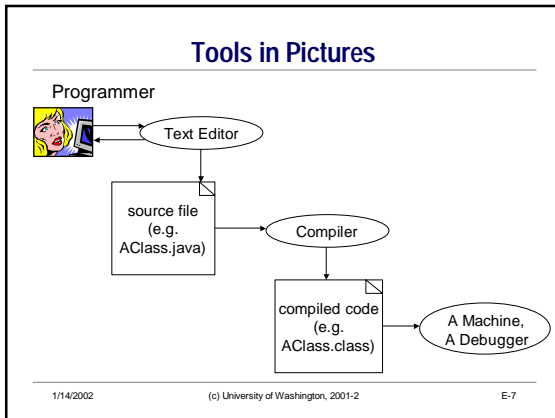 Tools in Pictures
Programmer
Text Editor
source file
(e.g.
AClass.java)
Compiler
compiled code
(e.g.
AClass.class)
A Machine,
A Debugger
1/14/2002
(c) University of Washington, 2001-2
E-7